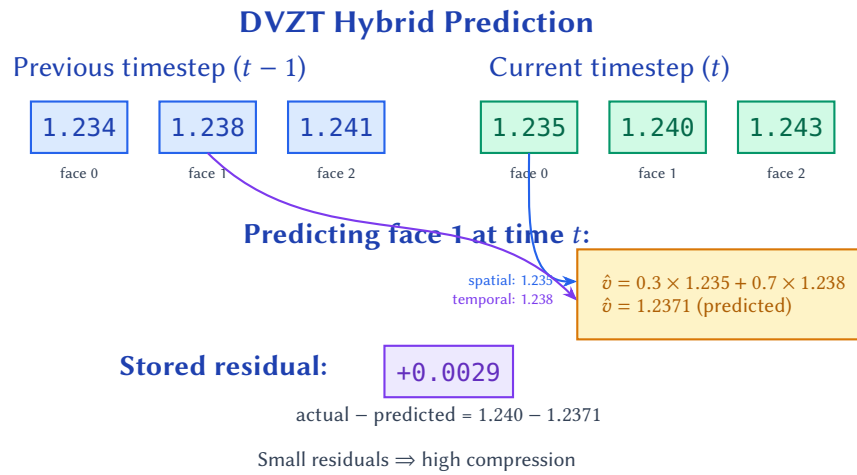 DVZT Hybrid Prediction
Previous timestep (t − 1)
Current timestep (t)
1.234
1.238
1.241
1.235
1.240
1.243
face 0
face 1
face 2
face 0
face 1
face 2
Predicting face 1 at time t:
spatial: 1.235
temporal: 1.238
v̂ = 0.3 × 1.235 + 0.7 × 1.238
v̂ = 1.2371 (predicted)
Stored residual:
+0.0029
actual − predicted = 1.240 − 1.2371
Small residuals ⇒ high compression